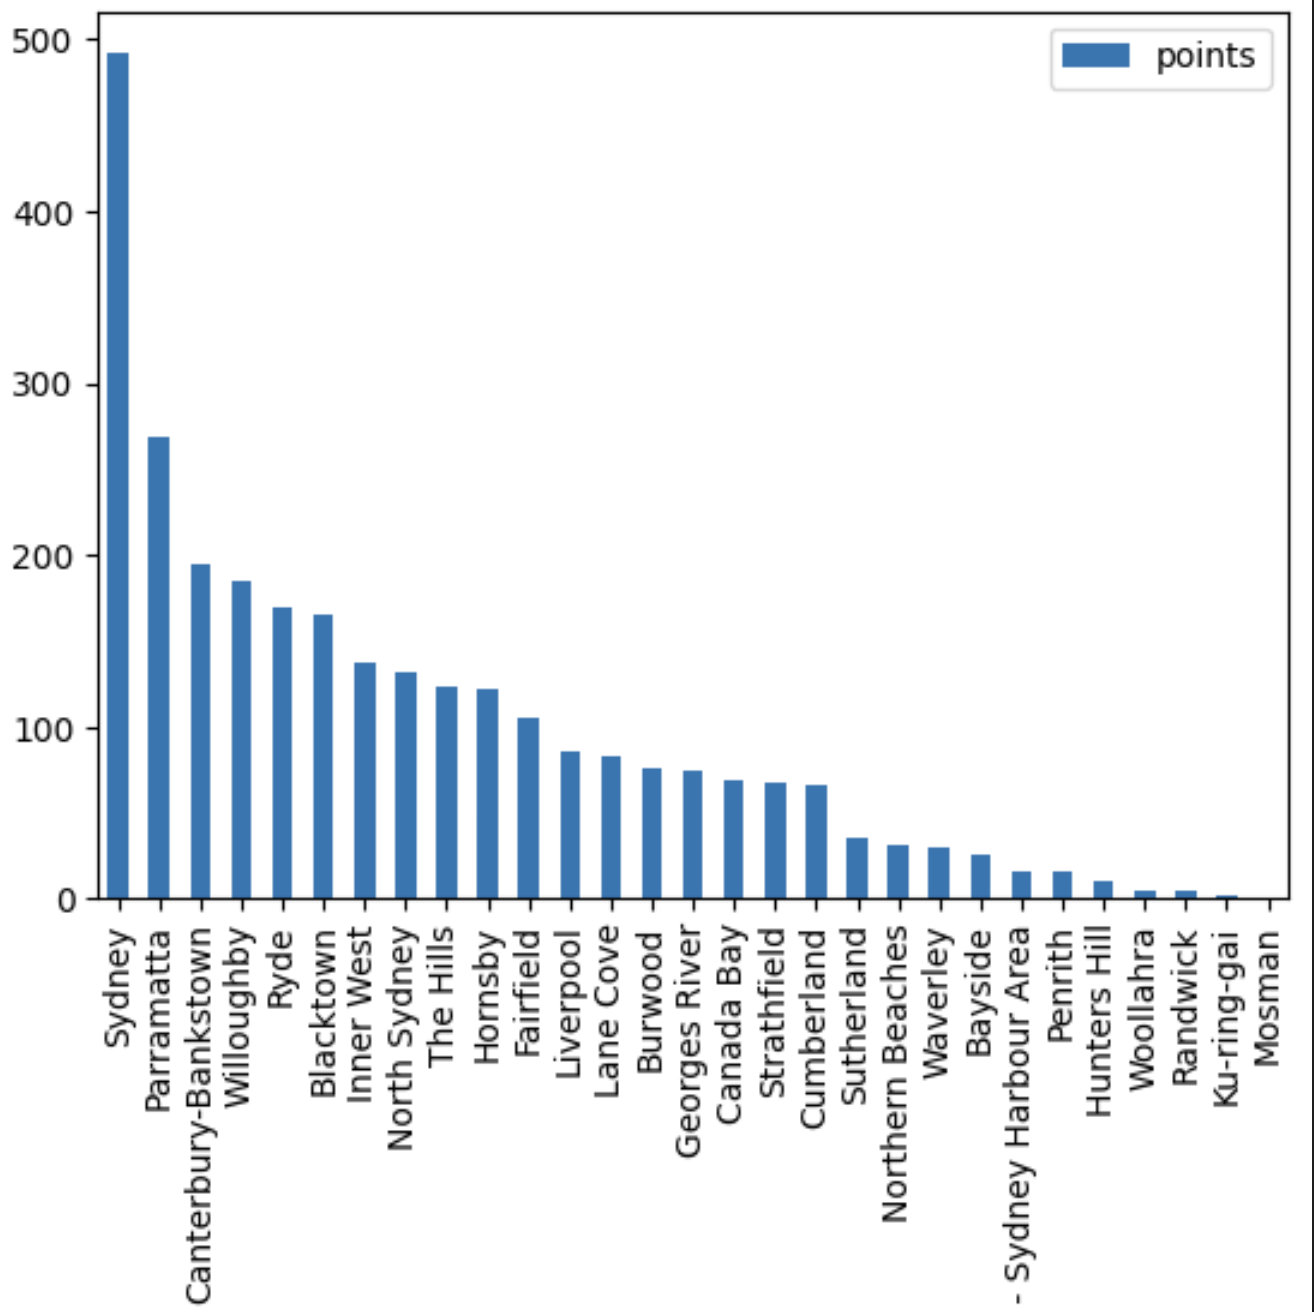 500
400
300
200
100
0
points
Sydney
Parramatta
Canterbury-Bankstown
Willoughby
Ryde
Blacktown
Inner West
North Sydney
The Hills
Hornsby
Fairfield
Liverpool
Lane Cove
Burwood
Georges River
Canada Bay
Strathfield
Cumberland
Sutherland
Northern Beaches
Waverley
Bayside
- Sydney Harbour Area
Penrith
Hunters Hill
Woollahra
Randwick
Ku-ring-gai
Mosman